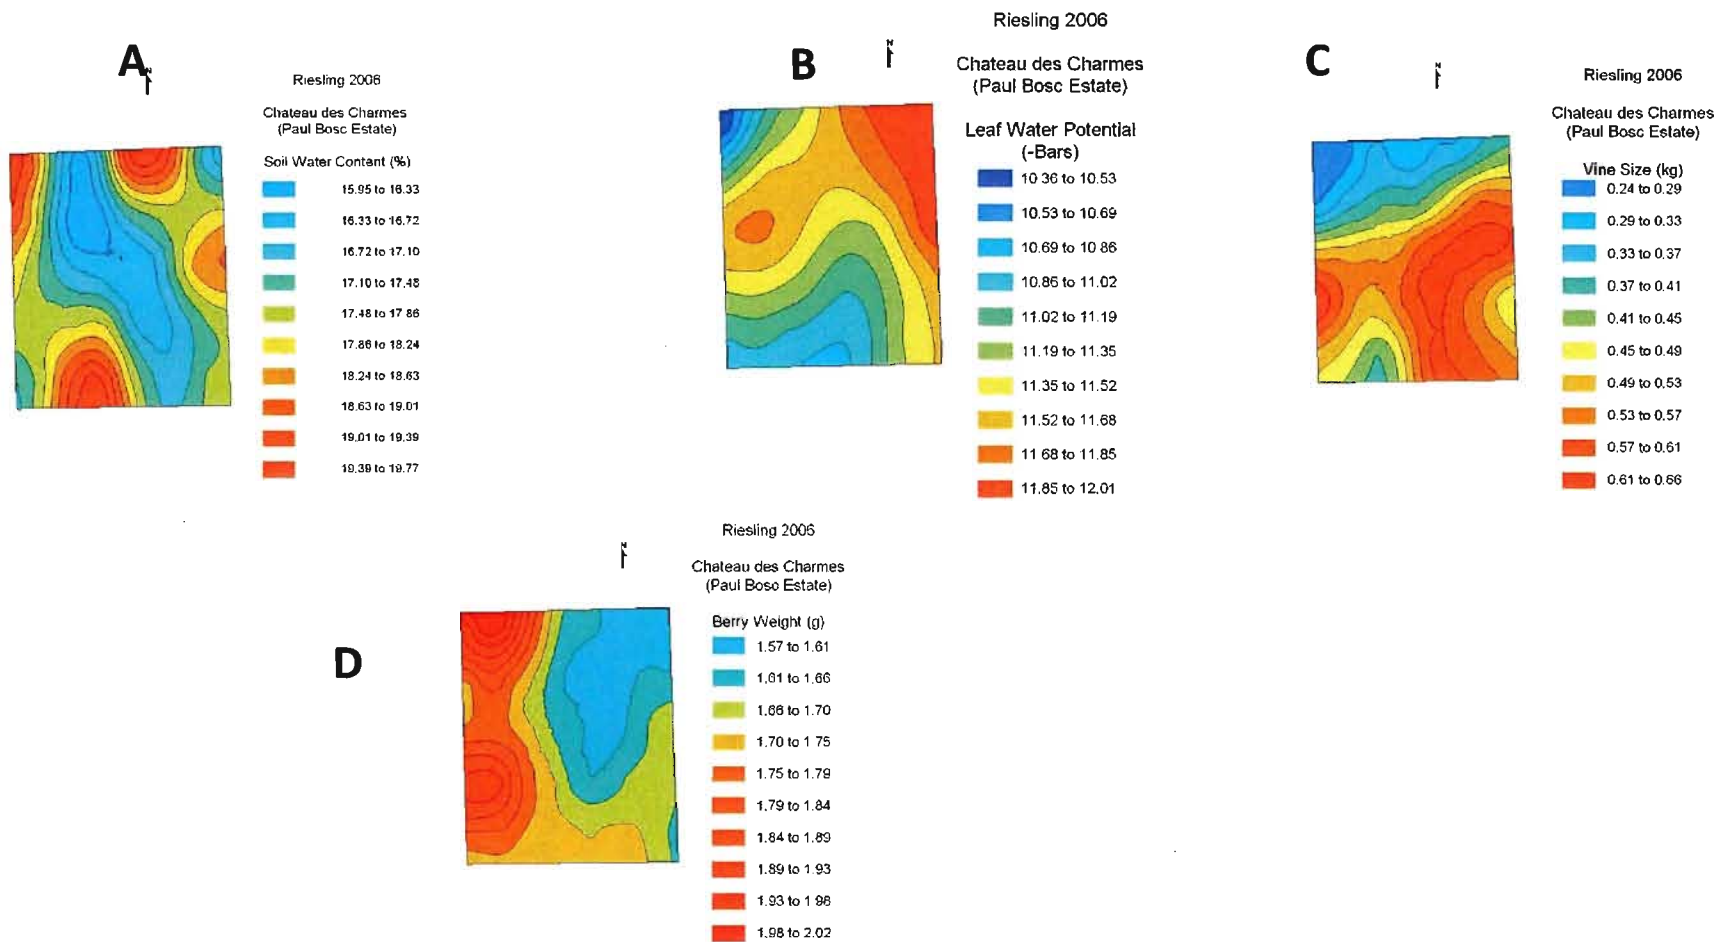 A
N
Riesling 2006
Chateau des Charmes
(Paul Bosc Estate)
Soil Water Content (%)
15.95 to 16.33
16.33 to 16.72
16.72 to 17.10
17.10 to 17.48
17.48 to 17.86
17.86 to 18.24
18.24 to 18.63
18.63 to 19.01
19.01 to 19.39
19.39 to 19.77
B
N
Riesling 2006
Chateau des Charmes
(Paul Bosc Estate)
Leaf Water Potential
(-Bars)
10.36 to 10.53
10.53 to 10.69
10.69 to 10.86
10.86 to 11.02
11.02 to 11.19
11.19 to 11.35
11.35 to 11.52
11.52 to 11.68
11.68 to 11.85
11.85 to 12.01
C
N
Riesling 2006
Chateau des Charmes
(Paul Bosc Estate)
Vine Size (kg)
0.24 to 0.29
0.29 to 0.33
0.33 to 0.37
0.37 to 0.41
0.41 to 0.45
0.45 to 0.49
0.49 to 0.53
0.53 to 0.57
0.57 to 0.61
0.61 to 0.66
D
N
Riesling 2006
Chateau des Charmes
(Paul Bosc Estate)
Berry Weight (g)
1.57 to 1.61
1.61 to 1.66
1.66 to 1.70
1.70 to 1.75
1.75 to 1.79
1.79 to 1.84
1.84 to 1.89
1.89 to 1.93
1.93 to 1.98
1.98 to 2.02